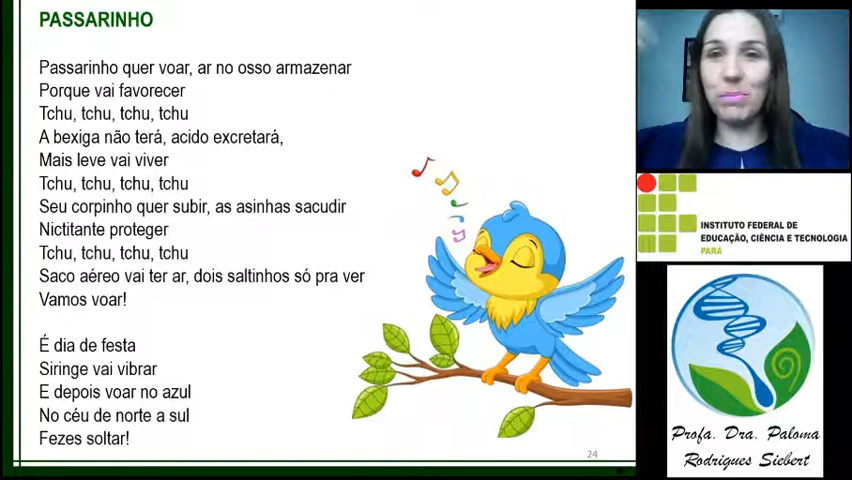 PASSARINHO
Passarinho quer voar, ar no osso armazenar
Porque vai favorecer
Tchu, tchu, tchu, tchu
A bexiga não terá, acido excretará,
Mais leve vai viver
Tchu, tchu, tchu, tchu
Seu corpinho quer subir, as asinhas sacudir
Nictitante proteger
Tchu, tchu, tchu, tchu
Saco aéreo vai ter ar, dois saltinhos só pra ver
Vamos voar!
É dia de festa
Siringe vai vibrar
E depois voar no azul
No céu de norte a sul
Fezes soltar!
24
INSTITUTO FEDERAL DE
EDUCAÇÃO, CIÊNCIA E TECNOLOGIA
PARÁ
Profa. Dra. Paloma
Rodrigues Siebert